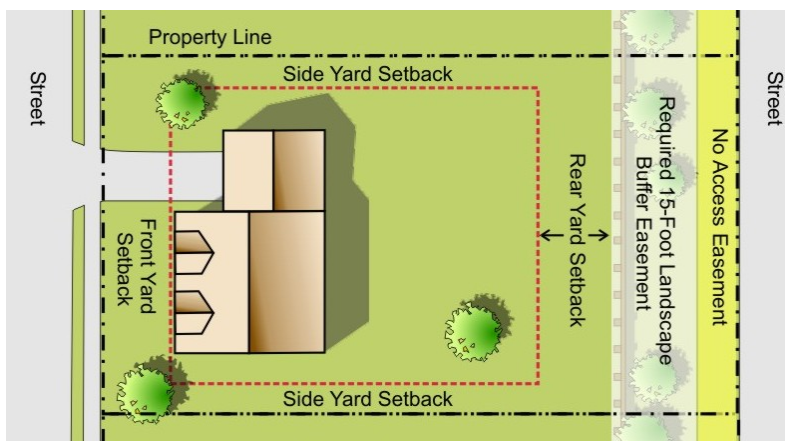 Property Line
Side Yard Setback
Street
Street
Required 15-Foot Landscape
Buffer Easement
No Access Easement
Rear Yard Setback
Front Yard
Setback
Side Yard Setback